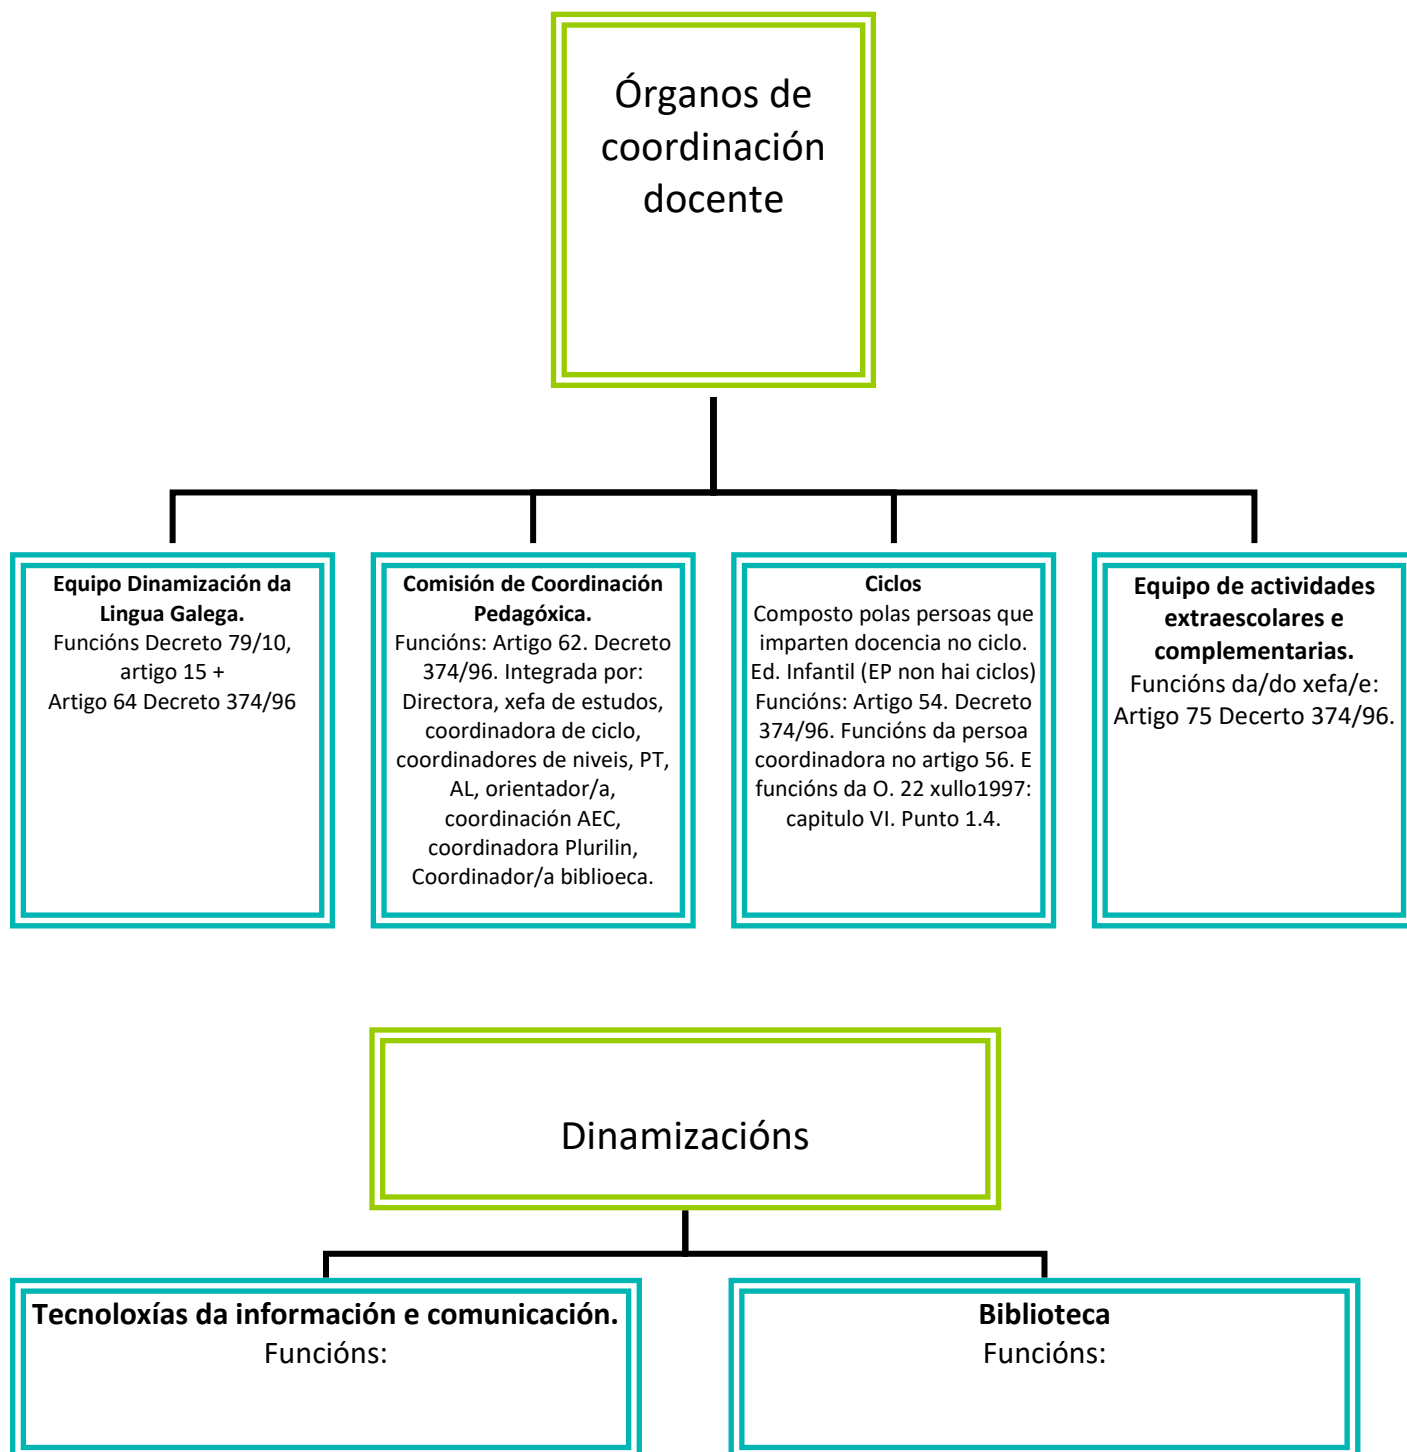 Órganos de
coordinación
docente
Equipo Dinamización da
Lingua Galega.
Funcións Decreto 79/10,
artigo 15 +
Artigo 64 Decreto 374/96
Comisión de Coordinación
Pedagóxica.
Funcións: Artigo 62. Decreto
374/96. Integrada por:
Directora, xefa de estudos,
coordinadora de ciclo,
coordinadores de niveis, PT,
AL, orientador/a,
coordinación AEC,
coordinadora Plurilin,
Coordinador/a biblioeca.
Ciclos
Composto polas persoas que
imparten docencia no ciclo.
Ed. Infantil (EP non hai ciclos)
Funcións: Artigo 54. Decreto
374/96. Funcións da persoa
coordinadora no artigo 56. E
funcións da O. 22 xullo1997:
capitulo VI. Punto 1.4.
Equipo de actividades
extraescolares e
complementarias.
Funcións da/do xefa/e:
Artigo 75 Decerto 374/96.
Dinamizacións
Tecnoloxías da información e comunicación.
Funcións:
Biblioteca
Funcións: